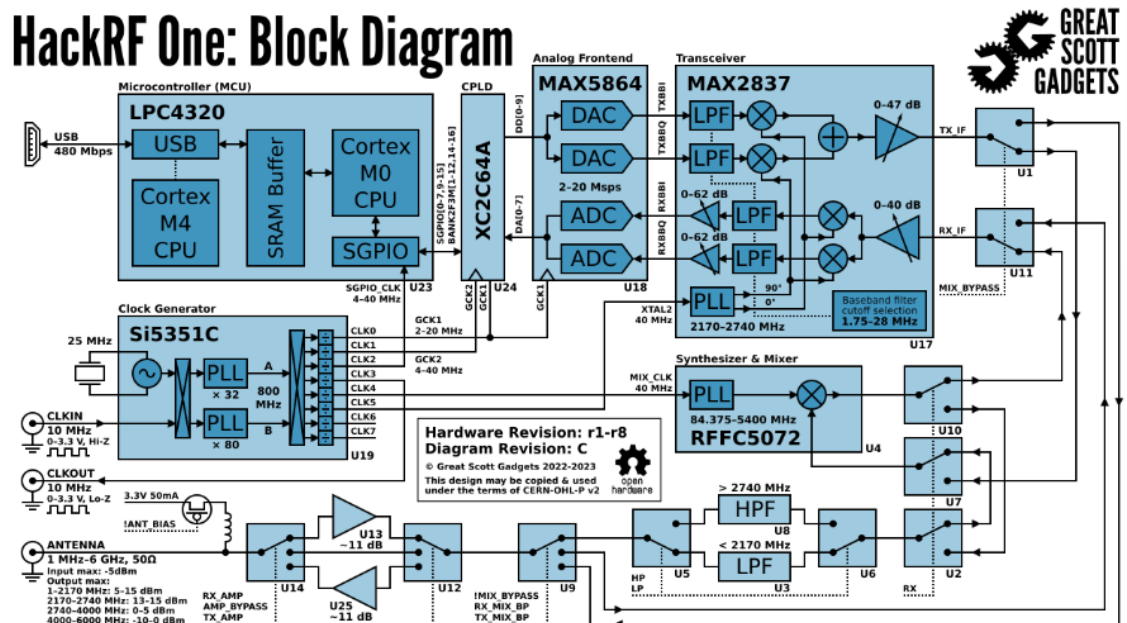 HackRF One: Block Diagram
GREAT
SCOTT
GADGETS
Microcontroller (MCU)
LPC4320
USB
480 Mbps
USB
Cortex
M4
CPU
SRAM Buffer
Cortex
M0
CPU
SGPIO
U23
SGPIO_CLK
4–40 MHz
SGPIO[0-7,9-15]
BANK2F3M[1-12,14-16]
CPLD
XC2C64A
GCK2
GCK1
U24
DD[0-9]
DA[0-7]
Analog Frontend
MAX5864
DAC
DAC
2–20 Msps
ADC
ADC
GCK1
U18
TXBBI
TXBBQ
RXBBI
RXBBQ
Transceiver
MAX2837
LPF
LPF
0–47 dB
0–62 dB
LPF
0–62 dB
LPF
0–40 dB
PLL
90°
0°
2170–2740 MHz
Baseband filter
cutoff selection
1.75–28 MHz
U17
XTAL2
40 MHz
TX_IF
U1
RX_IF
U11
MIX_BYPASS
Clock Generator
Si5351C
25 MHz
PLL
× 32
A
800
MHz
PLL
× 80
B
U19
CLK0
CLK1
CLK2
CLK3
CLK4
CLK5
CLK6
CLK7
GCK1
2–20 MHz
GCK2
4–40 MHz
CLKIN
10 MHz
0–3.3 V, Hi-Z
CLKOUT
10 MHz
0–3.3 V, Lo-Z
Synthesizer & Mixer
MIX_CLK
40 MHz
PLL
84.375–5400 MHz
RFFC5072
U4
U10
U7
Hardware Revision: r1-r8
Diagram Revision: C
© Great Scott Gadgets 2022-2023
This design may be copied & used
under the terms of CERN-OHL-P v2
open
hardware
3.3V 50mA
!ANT_BIAS
ANTENNA
1 MHz–6 GHz, 50Ω
Input max: -5dBm
Output max:
1–2170 MHz: 5–15 dBm
2170–2740 MHz: 13–15 dBm
2740–4000 MHz: 0–5 dBm
4000–6000 MHz: -10–0 dBm
U14
RX_AMP
AMP_BYPASS
TX_AMP
U13
~11 dB
U25
~11 dB
U12
!MIX_BYPASS
RX_MIX_BP
TX_MIX_BP
U9
HP
LP
U5
> 2740 MHz
HPF
U8
< 2170 MHz
LPF
U3
U6
RX
U2